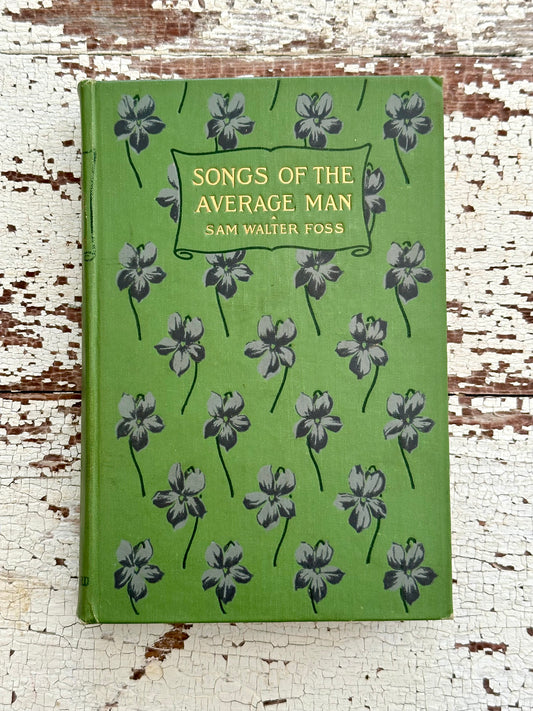 SONGS OF THE
AVERAGE MAN
SAM WALTER FOSS